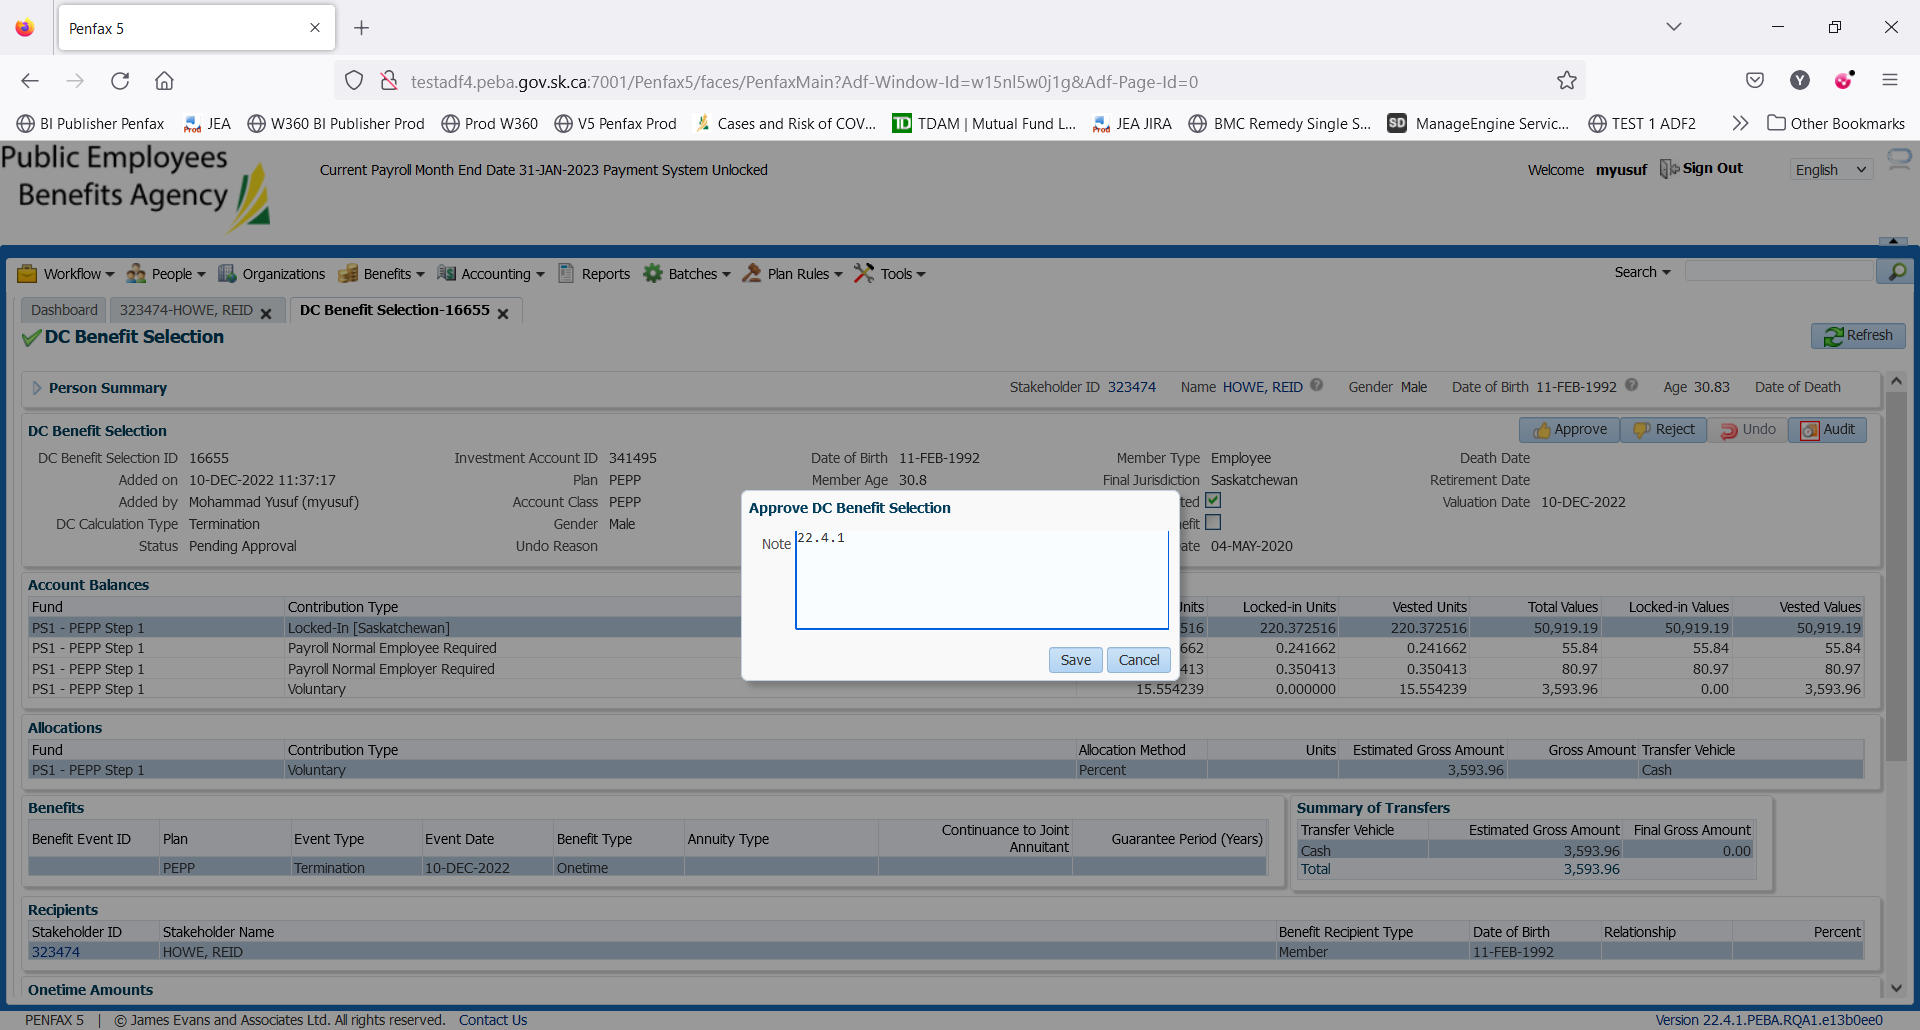 Penfax 5
testadf4.peba.gov.sk.ca:7001/Penfax5/faces/PenfaxMain?Adf-Window-Id=w15nl5w0j1g&Adf-Page-Id=0
Y
BI Publisher Penfax JEA W360 BI Publisher Prod Prod W360 V5 Penfax Prod Cases and Risk of COV... TDAM | Mutual Fund L... JEA JIRA BMC Remedy Single S... SD ManageEngine Servic... TEST 1 ADF2 Other Bookmarks
Public Employees
Benefits Agency
Current Payroll Month End Date 31-JAN-2023 Payment System Unlocked
Welcome myusuf Sign Out English
Workflow People Organizations Benefits Accounting Reports Batches Plan Rules Tools Search
Dashboard 323474-HOWE, REID DC Benefit Selection-16655
DC Benefit Selection Refresh
Person Summary Stakeholder ID 323474 Name HOWE, REID Gender Male Date of Birth 11-FEB-1992 Age 30.83 Date of Death
DC Benefit Selection Approve Reject Undo Audit
DC Benefit Selection ID 16655 Investment Account ID 341495 Date of Birth 11-FEB-1992 Member Type Employee Death Date
Added on 10-DEC-2022 11:37:17 Plan PEPP Member Age 30.8 Final Jurisdiction Saskatchewan Retirement Date
Added by Mohammad Yusuf (myusuf) Account Class PEPP ted Valuation Date 10-DEC-2022
DC Calculation Type Termination Gender Male efit
Status Pending Approval Undo Reason ate 04-MAY-2020
Approve DC Benefit Selection
Note 22.4.1
Save Cancel
Account Balances
Fund Contribution Type Units Locked-in Units Vested Units Total Values Locked-in Values Vested Values
PS1 - PEPP Step 1 Locked-In [Saskatchewan] 516 220.372516 220.372516 50,919.19 50,919.19 50,919.19
PS1 - PEPP Step 1 Payroll Normal Employee Required 662 0.241662 0.241662 55.84 55.84 55.84
PS1 - PEPP Step 1 Payroll Normal Employer Required 413 0.350413 0.350413 80.97 80.97 80.97
PS1 - PEPP Step 1 Voluntary 15.554239 0.000000 15.554239 3,593.96 0.00 3,593.96
Allocations
Fund Contribution Type Allocation Method Units Estimated Gross Amount Gross Amount Transfer Vehicle
PS1 - PEPP Step 1 Voluntary Percent 3,593.96 Cash
Benefits
Benefit Event ID Plan Event Type Event Date Benefit Type Annuity Type Continuance to Joint Annuitant Guarantee Period (Years)
PEPP Termination 10-DEC-2022 Onetime
Summary of Transfers
Transfer Vehicle Estimated Gross Amount Final Gross Amount
Cash 3,593.96 0.00
Total 3,593.96
Recipients
Stakeholder ID Stakeholder Name Benefit Recipient Type Date of Birth Relationship Percent
323474 HOWE, REID Member 11-FEB-1992
Onetime Amounts
PENFAX 5 | © James Evans and Associates Ltd. All rights reserved. Contact Us Version 22.4.1.PEBA.RQA1.e13b0ee0